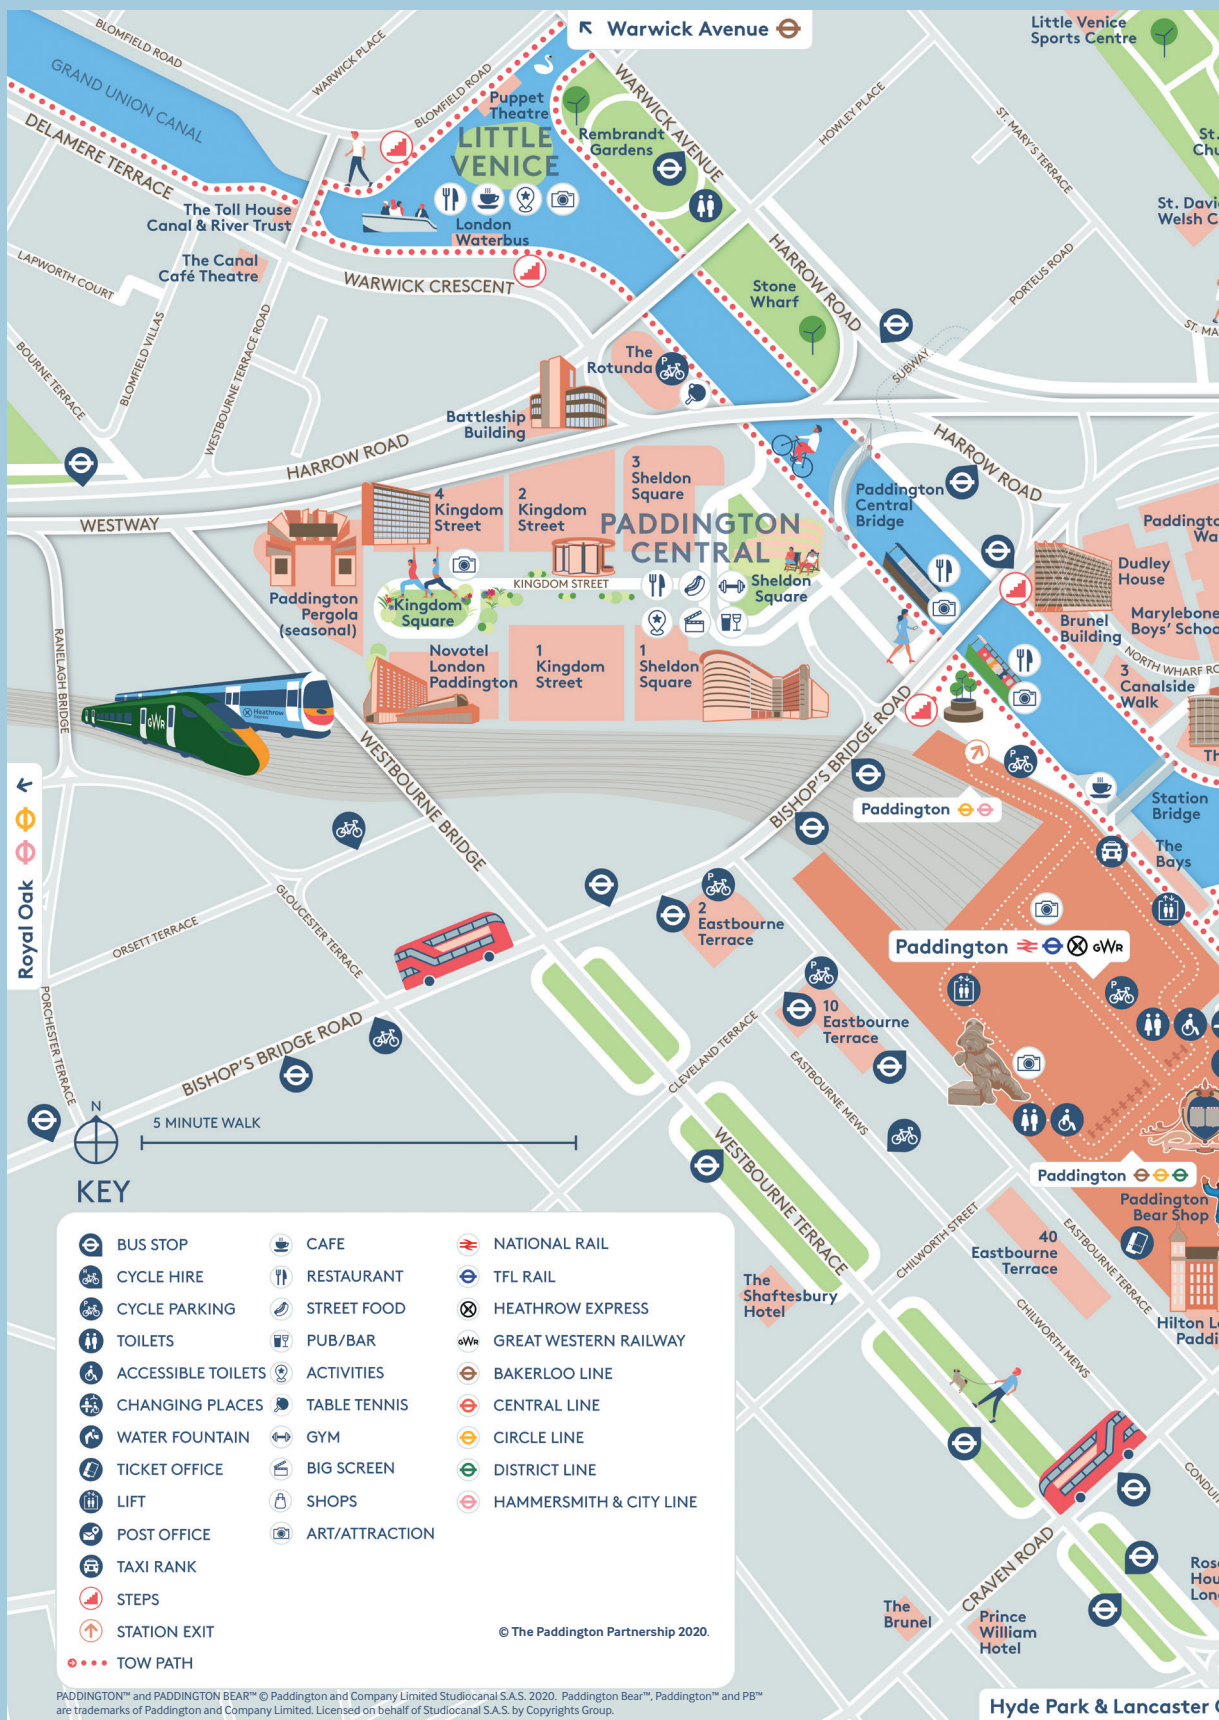 Warwick Avenue
Little Venice
Sports Centre
BLOMFIELD ROAD
WARWICK PLACE
GRAND UNION CANAL
BLOMFIELD ROAD
Puppet
Theatre
LITTLE
VENICE
WARWICK AVENUE
Rembrandt
Gardens
HOWLEY PLACE
ST. MARY'S TERRACE
St.
DELAMERE TERRACE
The Toll House
Canal & River Trust
London
Waterbus
St.
Welsh
The Canal
Café Theatre
LAPWORTH COURT
WARWICK CRESCENT
HARROW ROAD
PORTEUS ROAD
Stone
Wharf
BLOMFIELD VILLAS
WESTBOURNE TERRACE ROAD
BOURNE TERRACE
The
Rotunda
SUBWAY
Battleship
Building
HARROW ROAD
HARROW ROAD
3
Sheldon
Square
4
Kingdom
Street
2
Kingdom
Street
Paddington
Central
Bridge
WESTWAY
PADDINGTON
CENTRAL
Dudley
House
KINGDOM STREET
Sheldon
Square
Paddington
Pergola
(seasonal)
Kingdom
Square
Brunel
Building
Marylebone
Boys'
RANELAGH BRIDGE
Novotel
London
Paddington
1
Kingdom
Street
1
Sheldon
Square
NORTH WHARF
3
Canalside
Walk
GWR
Heathrow
Express
WESTBOURNE BRIDGE
BISHOP'S BRIDGE ROAD
Royal Oak
Paddington
Station
Bridge
The
Bays
GLOUCESTER TERRACE
2
Eastbourne
Terrace
ORSETT TERRACE
Paddington GWR
PORCHESTER TERRACE
10
Eastbourne
Terrace
CLEVELAND TERRACE
EASTBOURNE MEWS
BISHOP'S BRIDGE ROAD
N
5 MINUTE WALK
WESTBOURNE TERRACE
Paddington
Paddington
Bear Shop
40
Eastbourne
Terrace
EASTBOURNE TERRACE
CHILWORTH STREET
The
Shaftesbury
Hotel
CHILWORTH MEWS
Hilton
CRAVEN ROAD
The
Brunel
Prince
William
Hotel
KEY
BUS STOP
CYCLE HIRE
CYCLE PARKING
TOILETS
ACCESSIBLE TOILETS
CHANGING PLACES
WATER FOUNTAIN
TICKET OFFICE
LIFT
POST OFFICE
TAXI RANK
STEPS
STATION EXIT
TOW PATH
CAFE
RESTAURANT
STREET FOOD
PUB/BAR
ACTIVITIES
TABLE TENNIS
GYM
BIG SCREEN
SHOPS
ART/ATTRACTION
NATIONAL RAIL
TFL RAIL
HEATHROW EXPRESS
GWR GREAT WESTERN RAILWAY
BAKERLOO LINE
CENTRAL LINE
CIRCLE LINE
DISTRICT LINE
HAMMERSMITH & CITY LINE
© The Paddington Partnership 2020.
PADDINGTON™ and PADDINGTON BEAR™ © Paddington and Company Limited Studiocanal S.A.S. 2020. Paddington Bear™, Paddington™ and PB™
are trademarks of Paddington and Company Limited. Licensed on behalf of Studiocanal S.A.S. by Copyrights Group.
Hyde Park & Lancaster